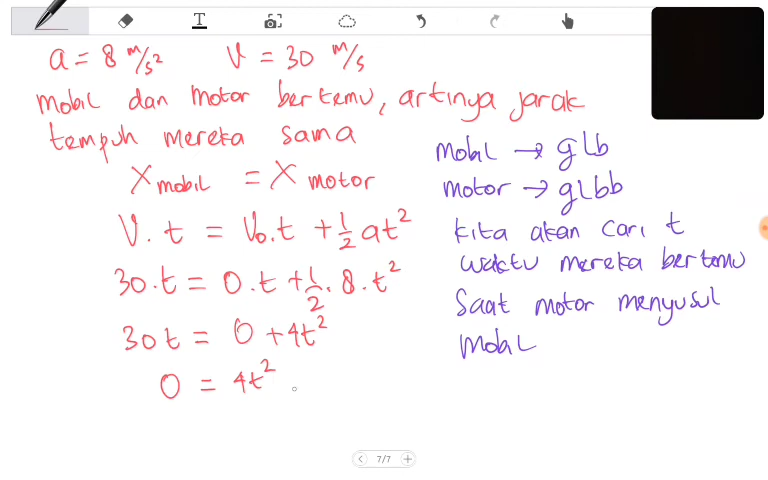 T
a = 8 m/s² V = 30 m/s
mobil dan motor bertemu, artinya jarak
tempuh mereka sama
X mobil = X motor
V. t = V₀.t + ½ at²
30.t = 0.t + ½. 8.t²
30t = 0 + 4t²
0 = 4t²
mobil → glb
motor → glbb
kita akan cari t
waktu mereka bertemu
Saat motor menyusul
mobil
7/7